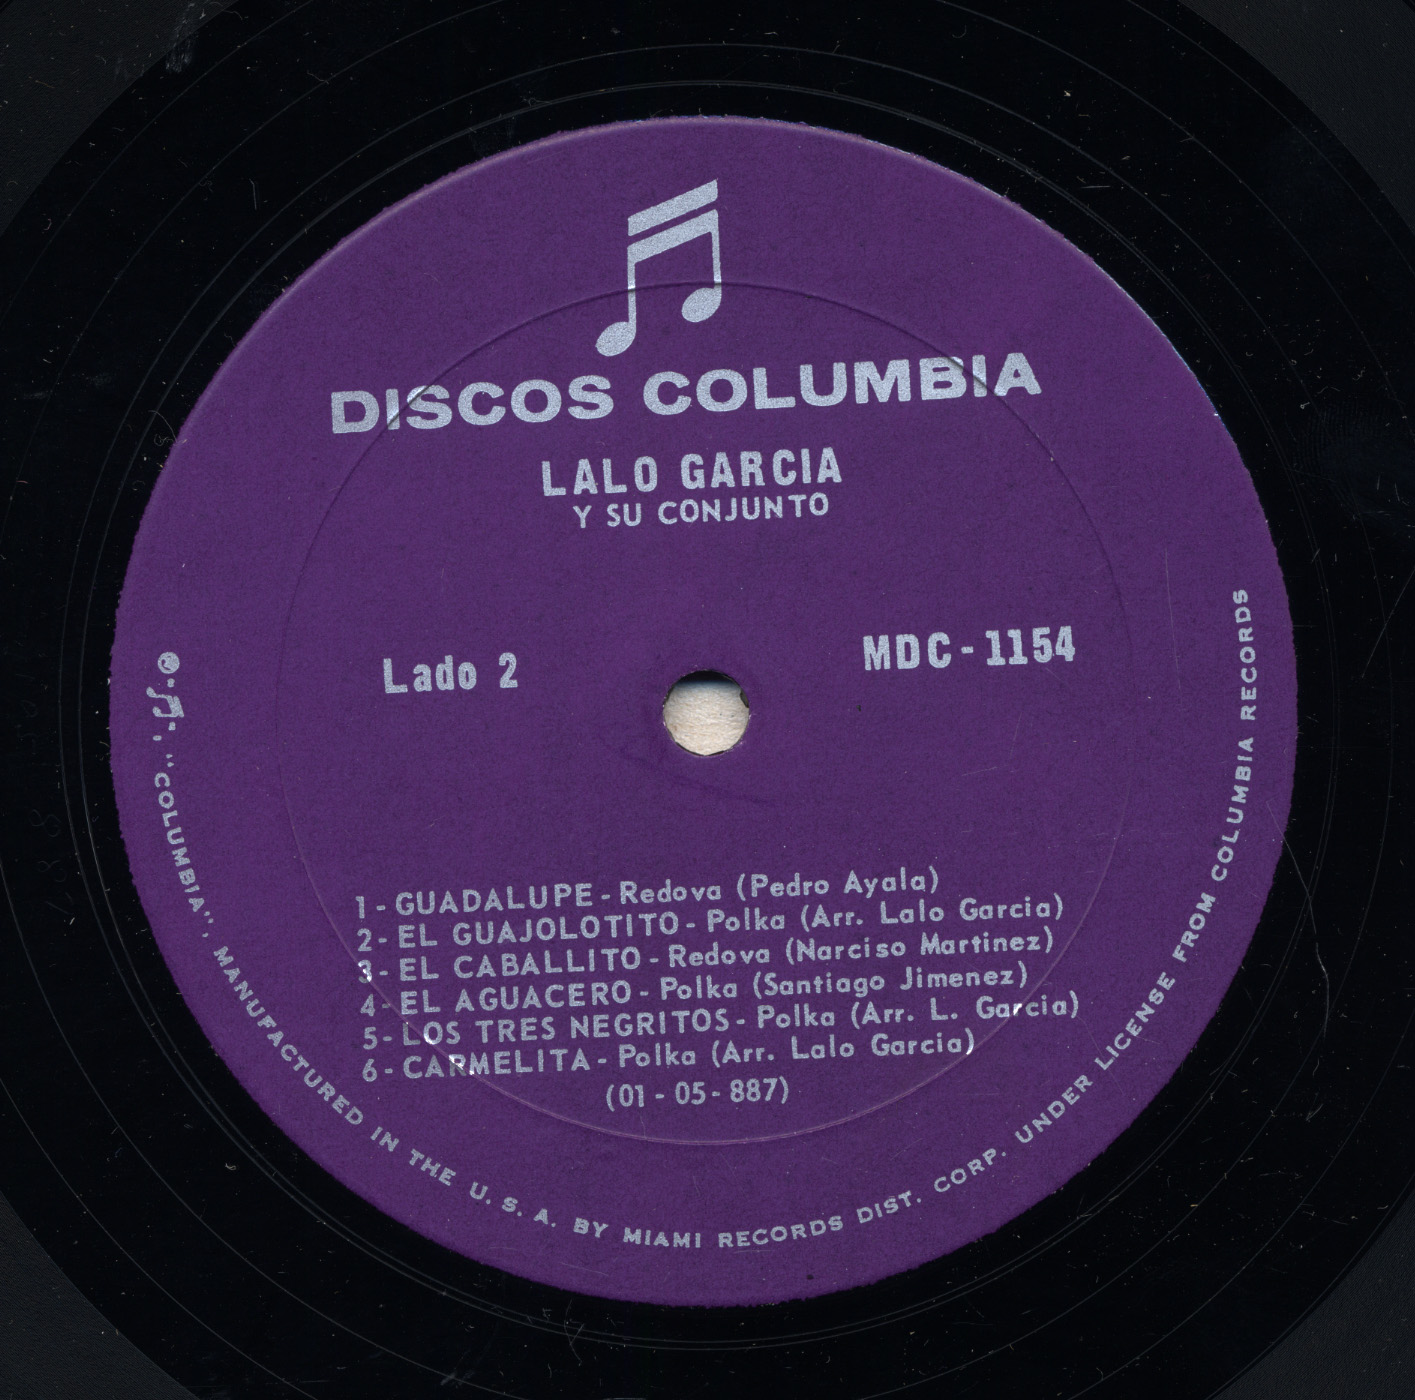 DISCOS COLUMBIA
LALO GARCIA
Y SU CONJUNTO
Lado 2
MDC - 1154
1 - GUADALUPE - Redova (Pedro Ayala)
2 - EL GUAJOLOTITO - Polka (Arr. Lalo Garcia)
3 - EL CABALLITO - Redova (Narciso Martinez)
4 - EL AGUACERO - Polka (Santiago Jimenez)
5 - LOS TRES NEGRITOS - Polka (Arr. L. Garcia)
6 - CARMELITA - Polka (Arr. Lalo Garcia)
(01 - 05 - 887)
"COLUMBIA", MANUFACTURED IN THE U. S. A. BY MIAMI RECORDS DIST. CORP. UNDER LICENSE FROM COLUMBIA RECORDS